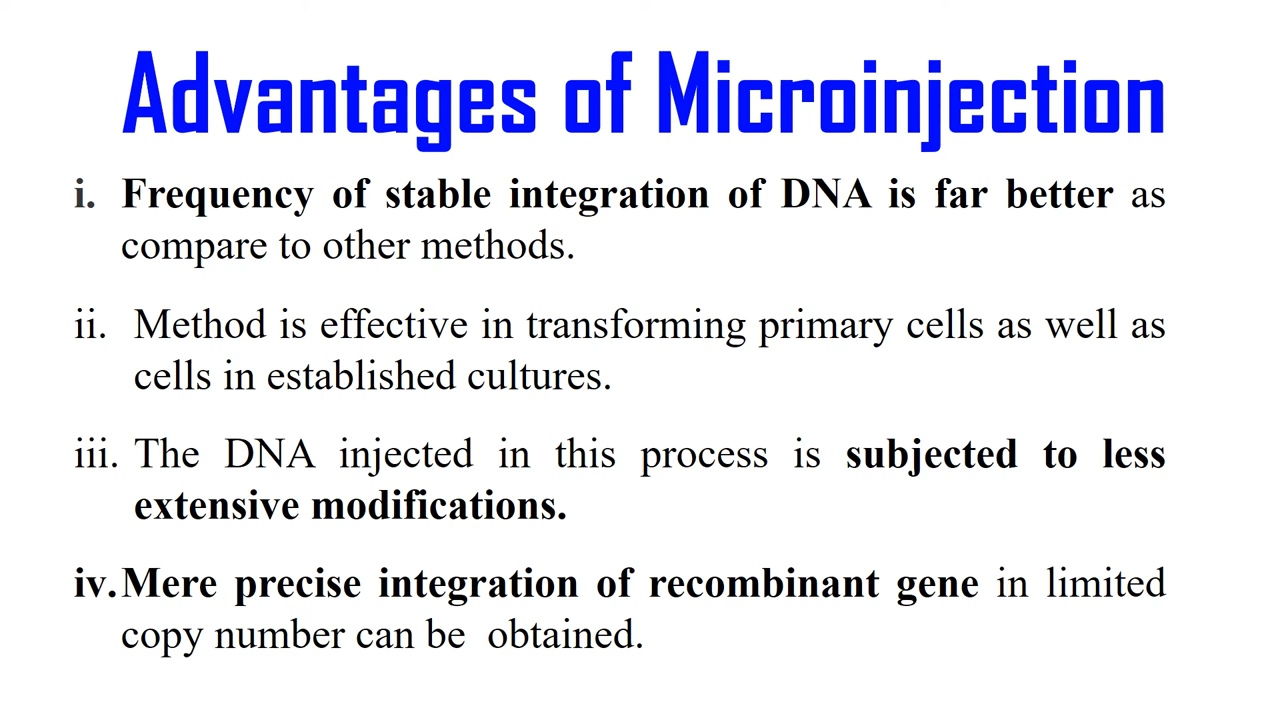 Advantages of Microinjection
i. Frequency of stable integration of DNA is far better as
compare to other methods.
ii. Method is effective in transforming primary cells as well as
cells in established cultures.
iii. The DNA injected in this process is subjected to less
extensive modifications.
iv. Mere precise integration of recombinant gene in limited
copy number can be obtained.